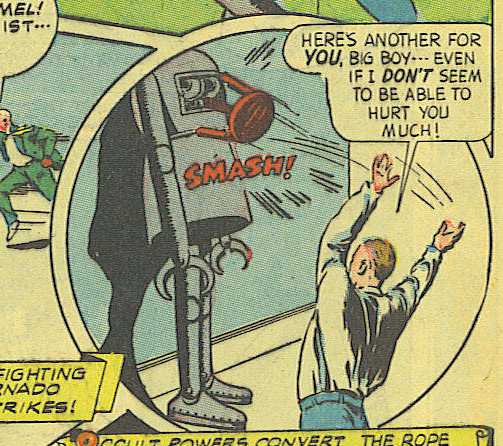 MEL!
IST...
HERE'S ANOTHER FOR
YOU, BIG BOY... EVEN
IF I DON'T SEEM
TO BE ABLE TO
HURT YOU
MUCH!
SMASH!
FIGHTING
RNADO
RIKES!
OCCULT POWERS CONVERT THE ROPE